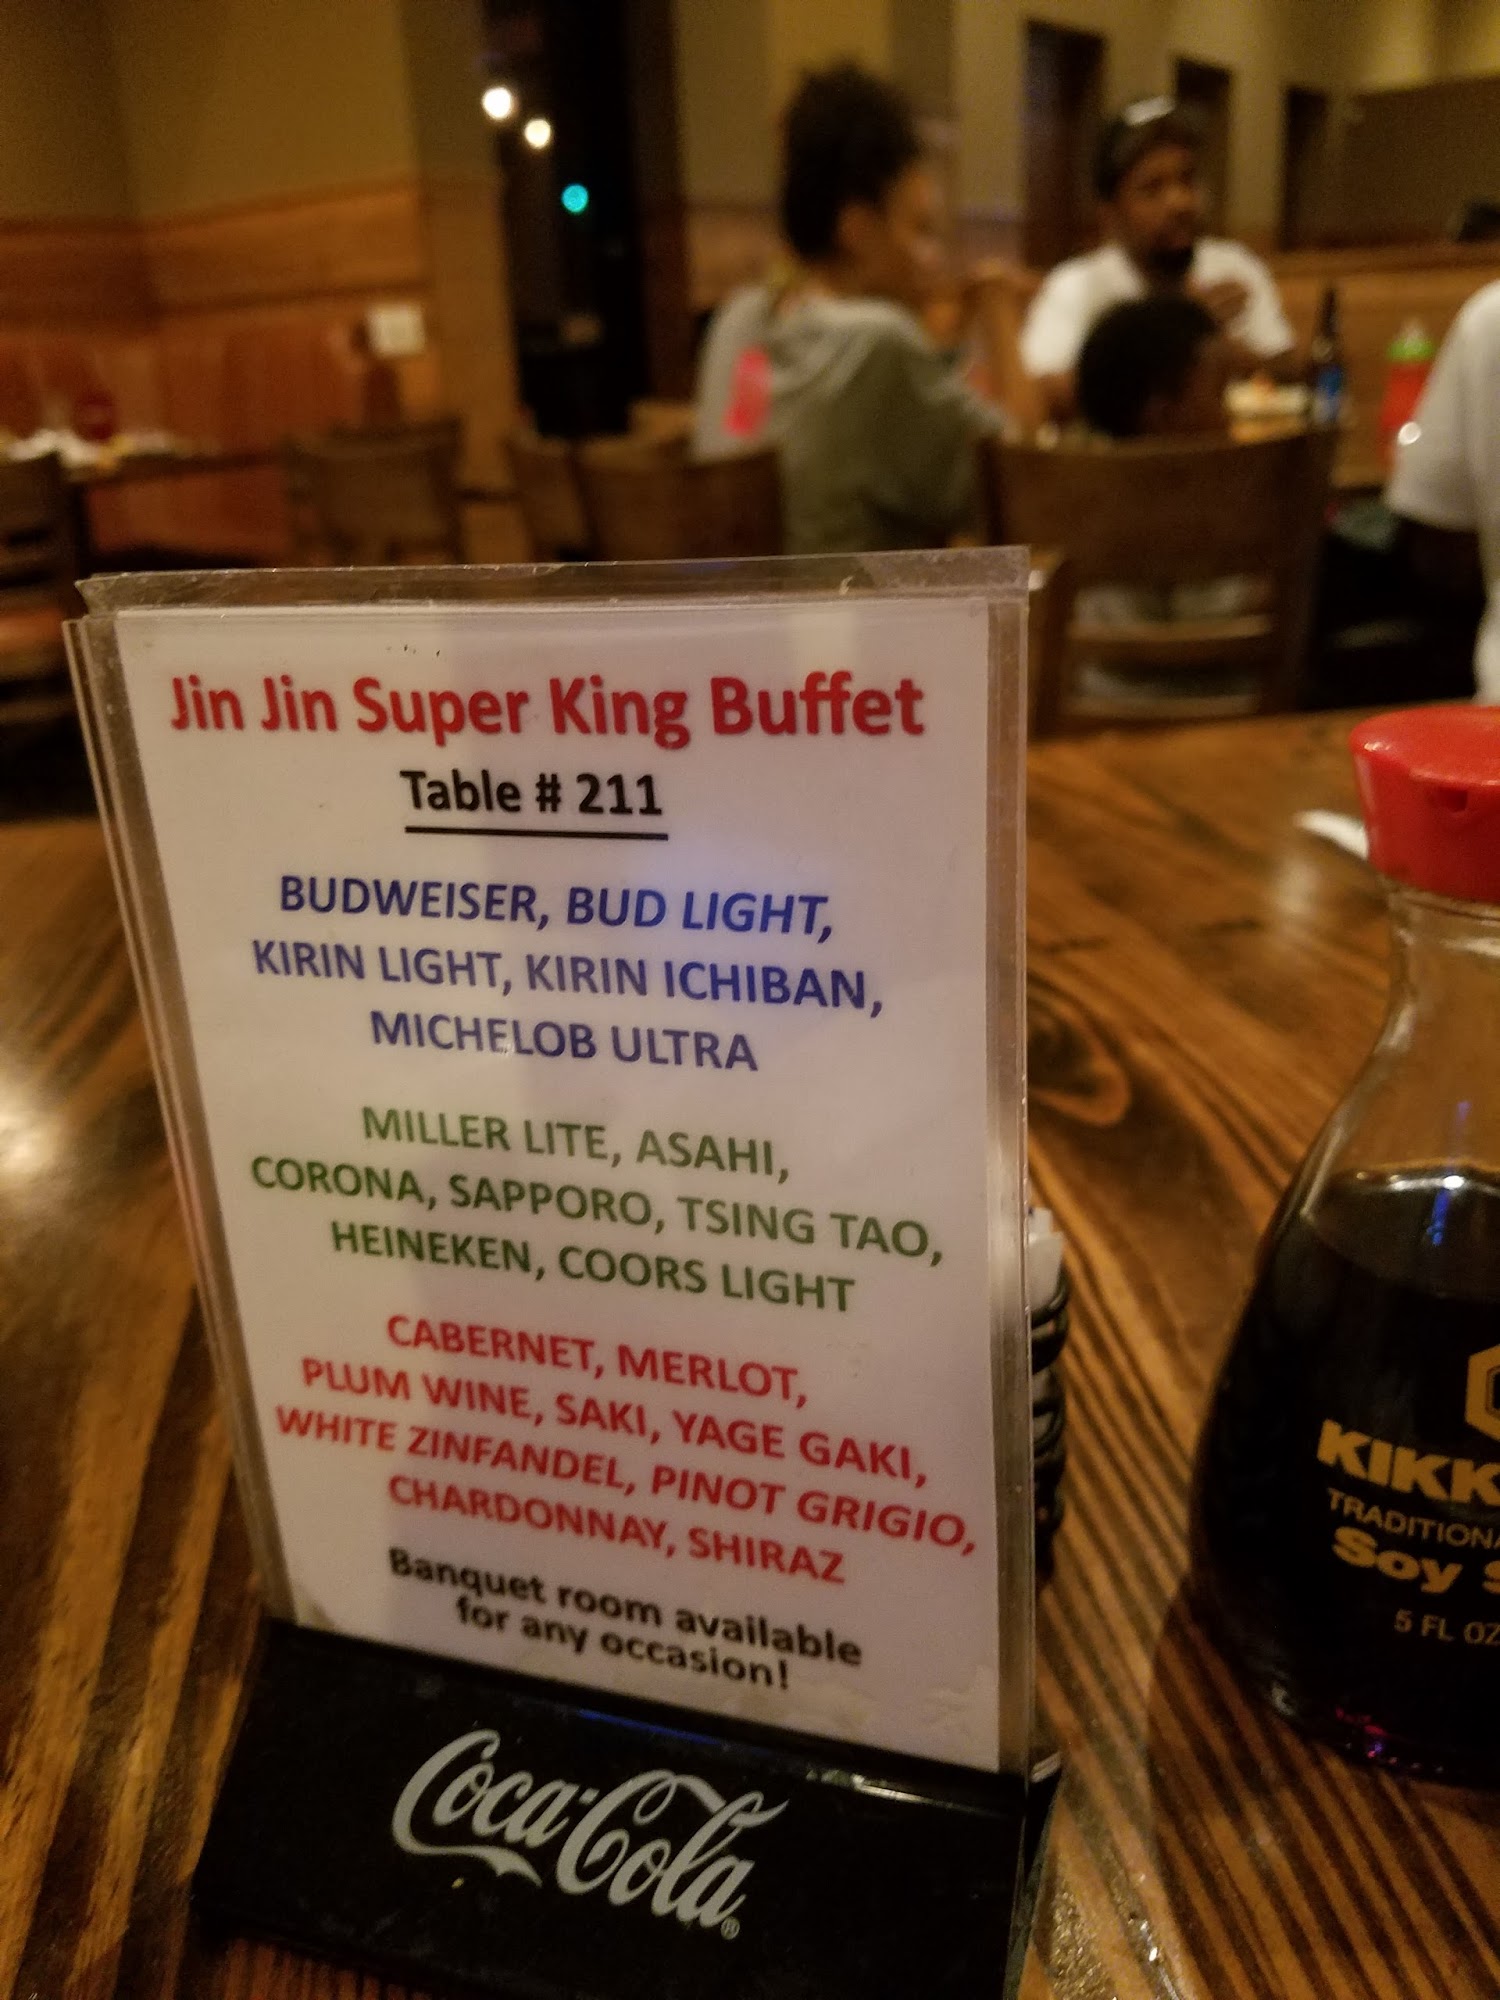 Jin Jin Super King Buffet
Table # 211
BUDWEISER, BUD LIGHT,
KIRIN LIGHT, KIRIN ICHIBAN,
MICHELOB ULTRA
MILLER LITE, ASAHI,
CORONA, SAPPORO, TSING TAO,
HEINEKEN, COORS LIGHT
CABERNET, MERLOT,
PLUM WINE, SAKI, YAGE GAKI,
WHITE ZINFANDEL, PINOT GRIGIO,
CHARDONNAY, SHIRAZ
Banquet room available
for any occasion!
Coca-Cola®
KIKK
TRADITIONA
Soy S
5 FL OZ